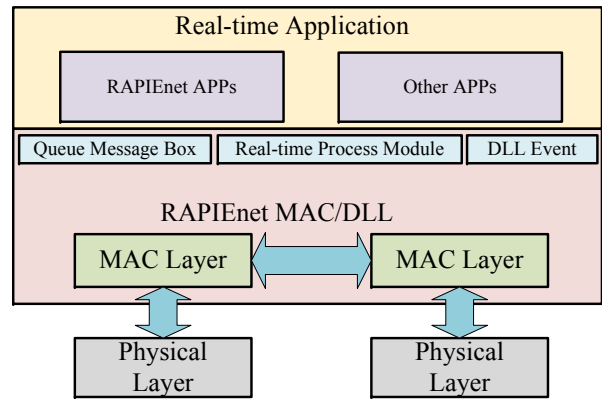 Real-time Application
RAPIEnet APPs
Other APPs
Queue Message Box
Real-time Process Module
DLL Event
RAPIEnet MAC/DLL
MAC Layer
MAC Layer
Physical
Layer
Physical
Layer